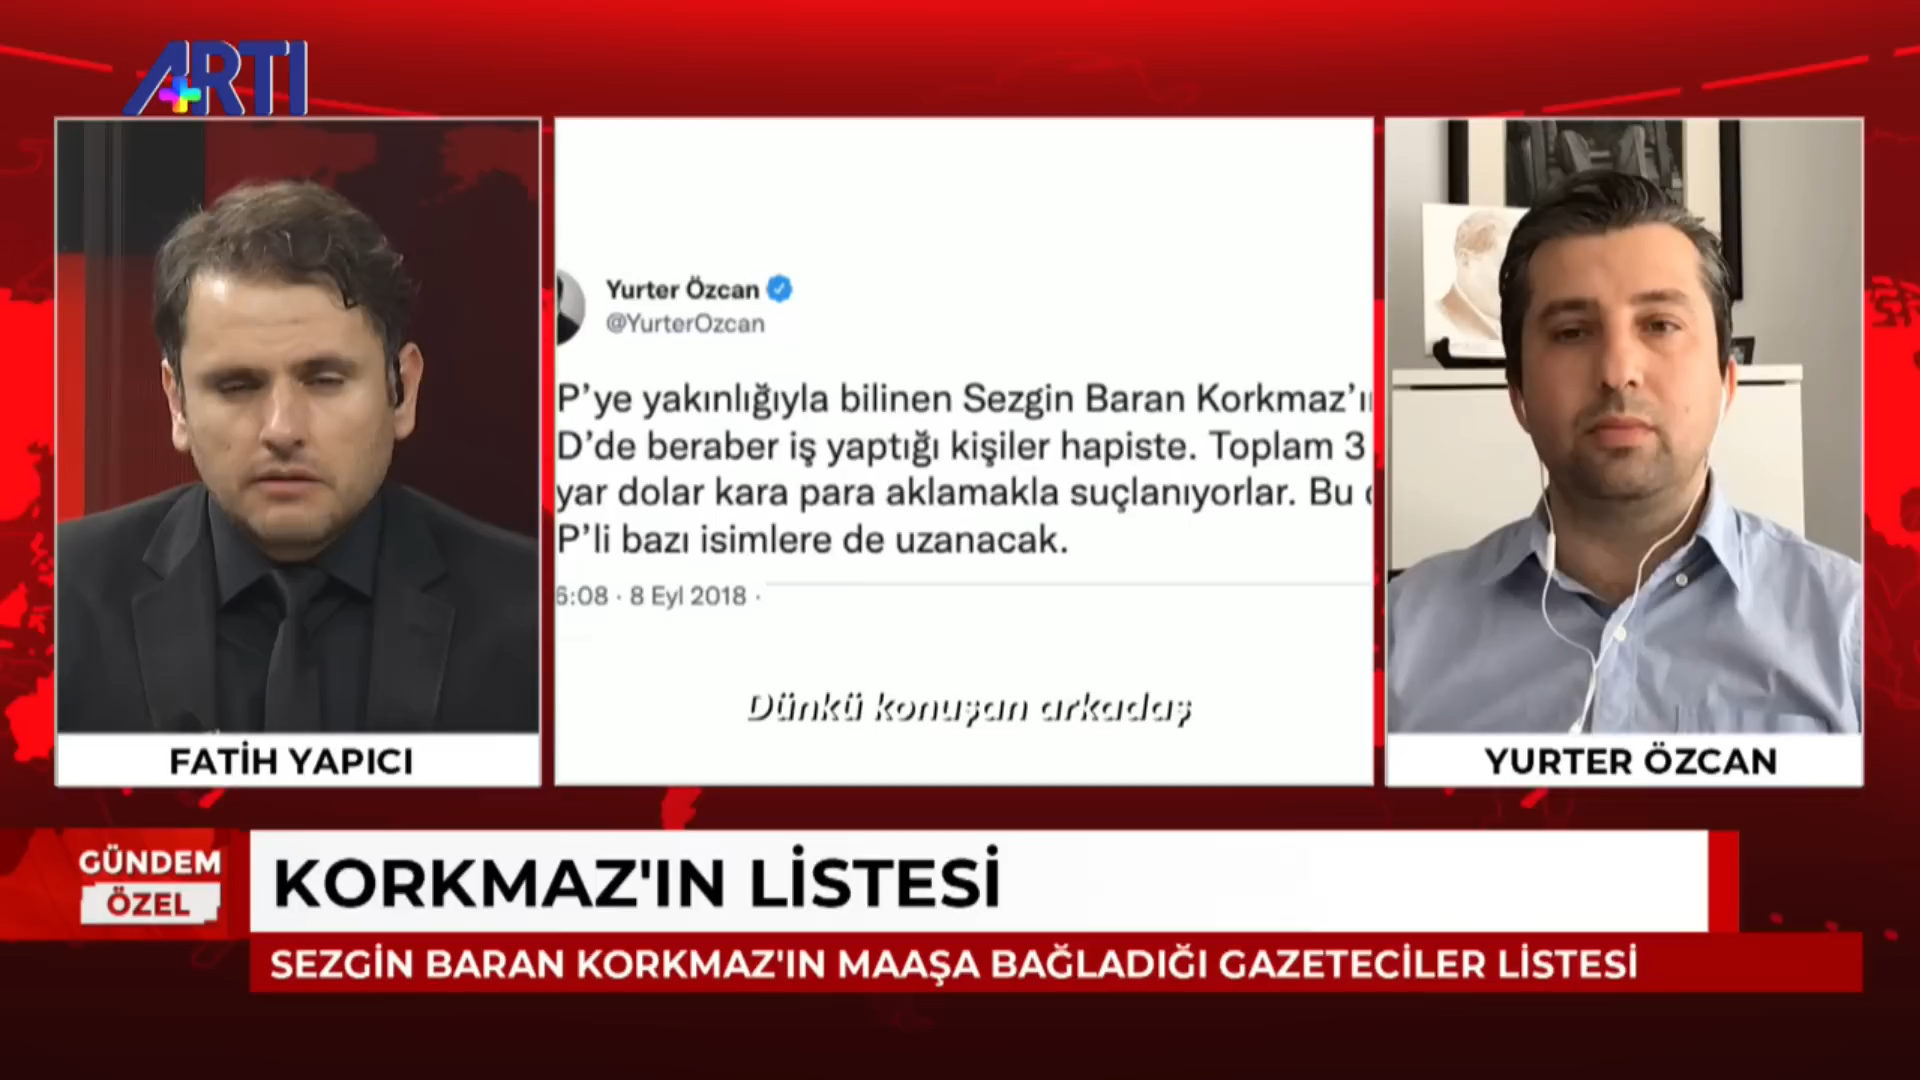 ARTI
Yurter Özcan
@YurterOzcan
P'ye yakınlığıyla bilinen Sezgin Baran Korkmaz'ı
D'de beraber iş yaptığı kişiler hapiste. Toplam 3
yar dolar kara para aklamakla suçlanıyorlar. Bu
P'li bazı isimlere de uzanacak.
6:08 · 8 Eyl 2018 ·
Dünkü konuşan arkadaş
FATİH YAPICI
YURTER ÖZCAN
GÜNDEM
ÖZEL
KORKMAZ'IN LİSTESİ
SEZGİN BARAN KORKMAZ'IN MAAŞA BAĞLADIĞI GAZETECİLER LİSTESİ